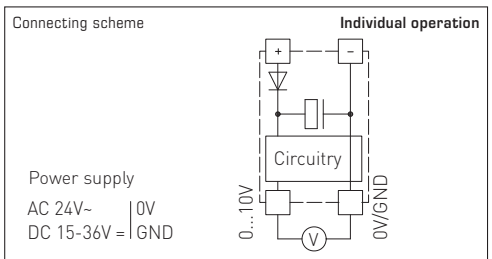 Connecting scheme
Individual operation
+
–
Circuitry
Power supply
AC 24V~ | 0V
DC 15-36V = | GND
0...10V
0V/GND
V